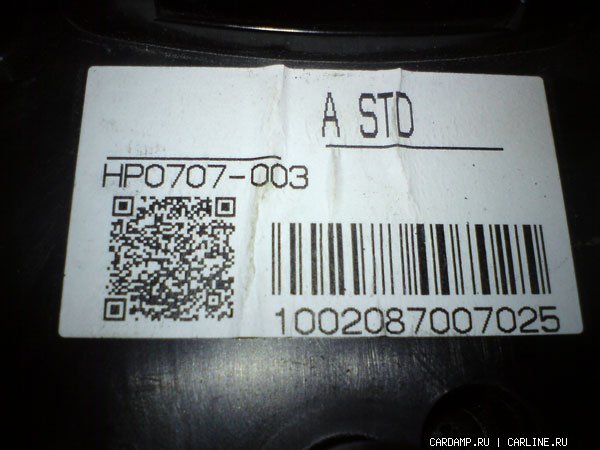 A STD
HP0707-003
1002087007025
CARDAMP.RU | CARLINE.RU